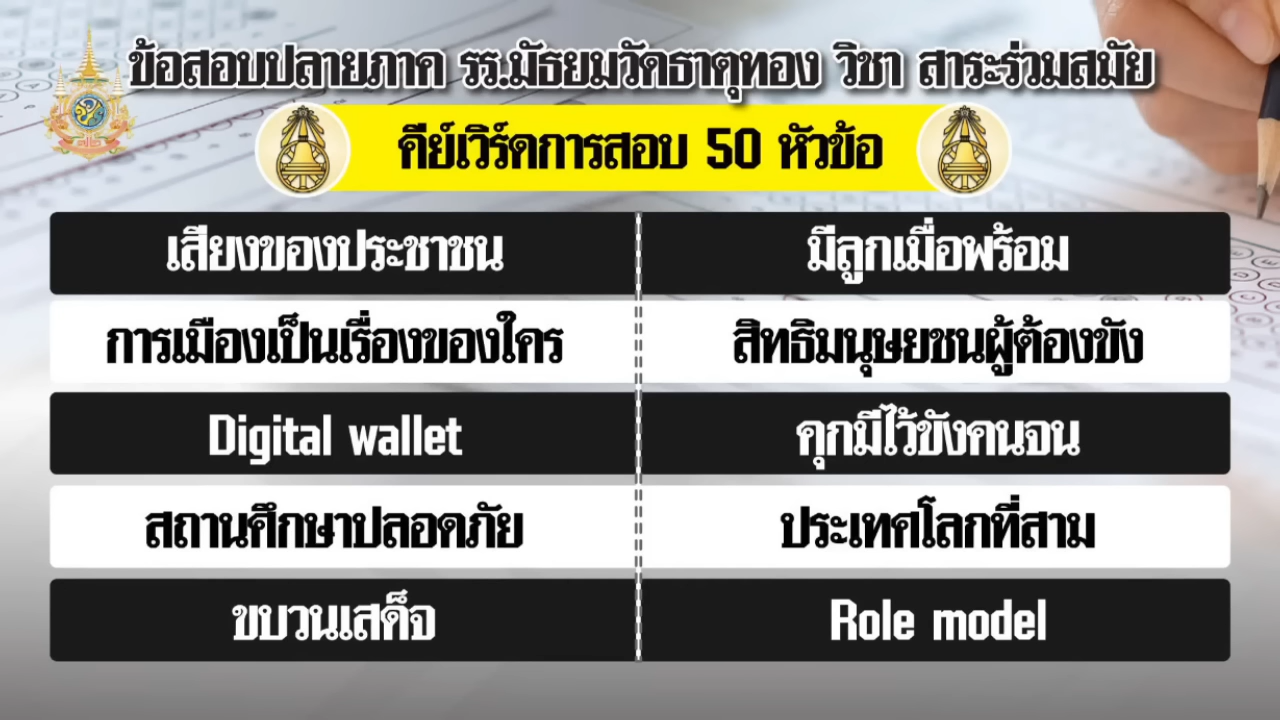 ข้อสอบปลายภาค รร.มัธยมวัดธาตุทอง วิชา สาระร่วมสมัย
คีย์เวิร์ดการสอบ 50 หัวข้อ
เสียงของประชาชน
มีลูกเมื่อพร้อม
การเมืองเป็นเรื่องของใคร
สิทธิมนุษยชนผู้ต้องขัง
Digital wallet
คุกมีไว้ขังคนจน
สถานศึกษาปลอดภัย
ประเทศโลกที่สาม
ขบวนเสด็จ
Role model